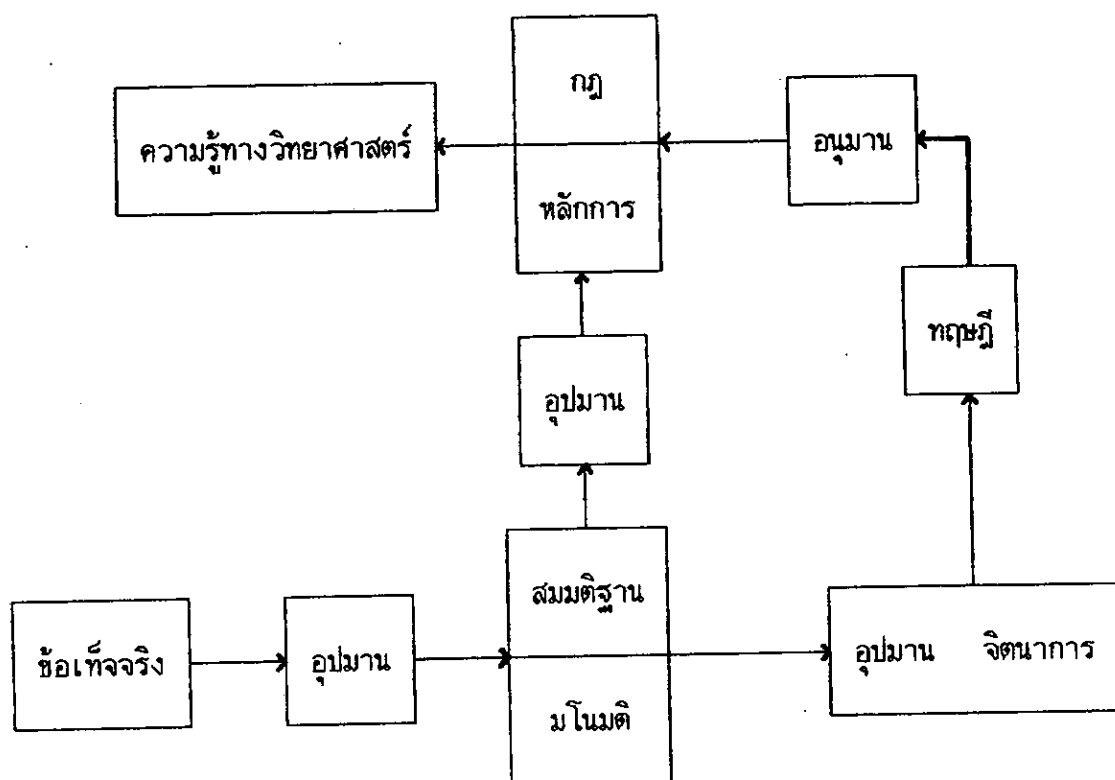 กฎ
ความรู้ทางวิทยาศาสตร์
อนุมาน
หลักการ
ทฤษฎี
อุปมาน
สมมติฐาน
ข้อเท็จจริง
อุปมาน
อุปมาน จิตนาการ
มโนมติ